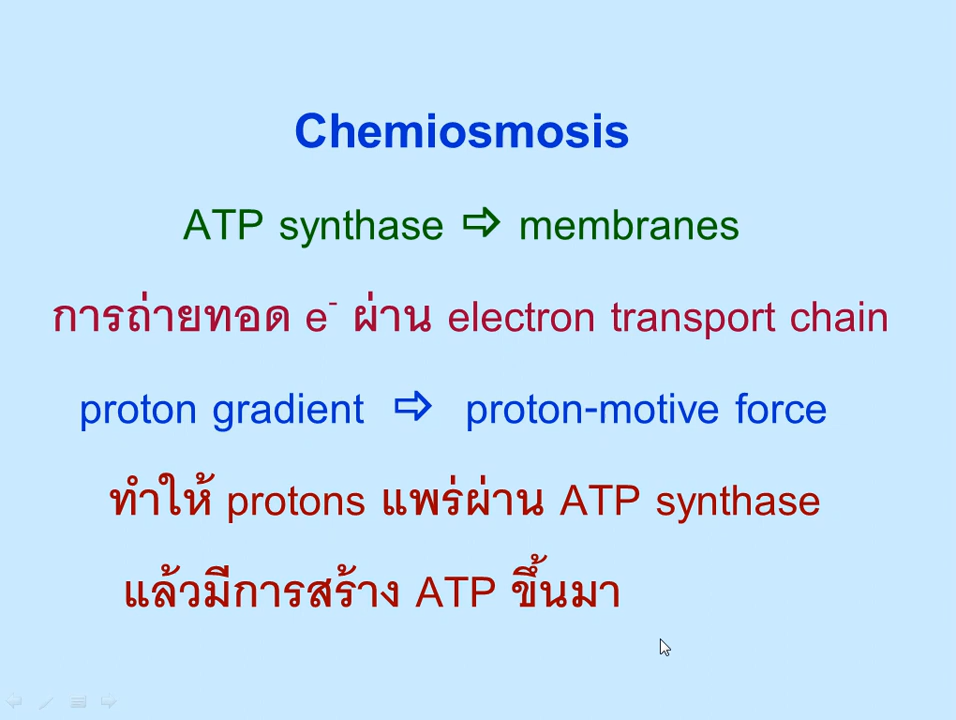 Chemiosmosis
ATP synthase ⇨ membranes
การถ่ายทอด e⁻ ผ่าน electron transport chain
proton gradient ⇨ proton-motive force
ทำให้ protons แพร่ผ่าน ATP synthase
แล้วมีการสร้าง ATP ขึ้นมา